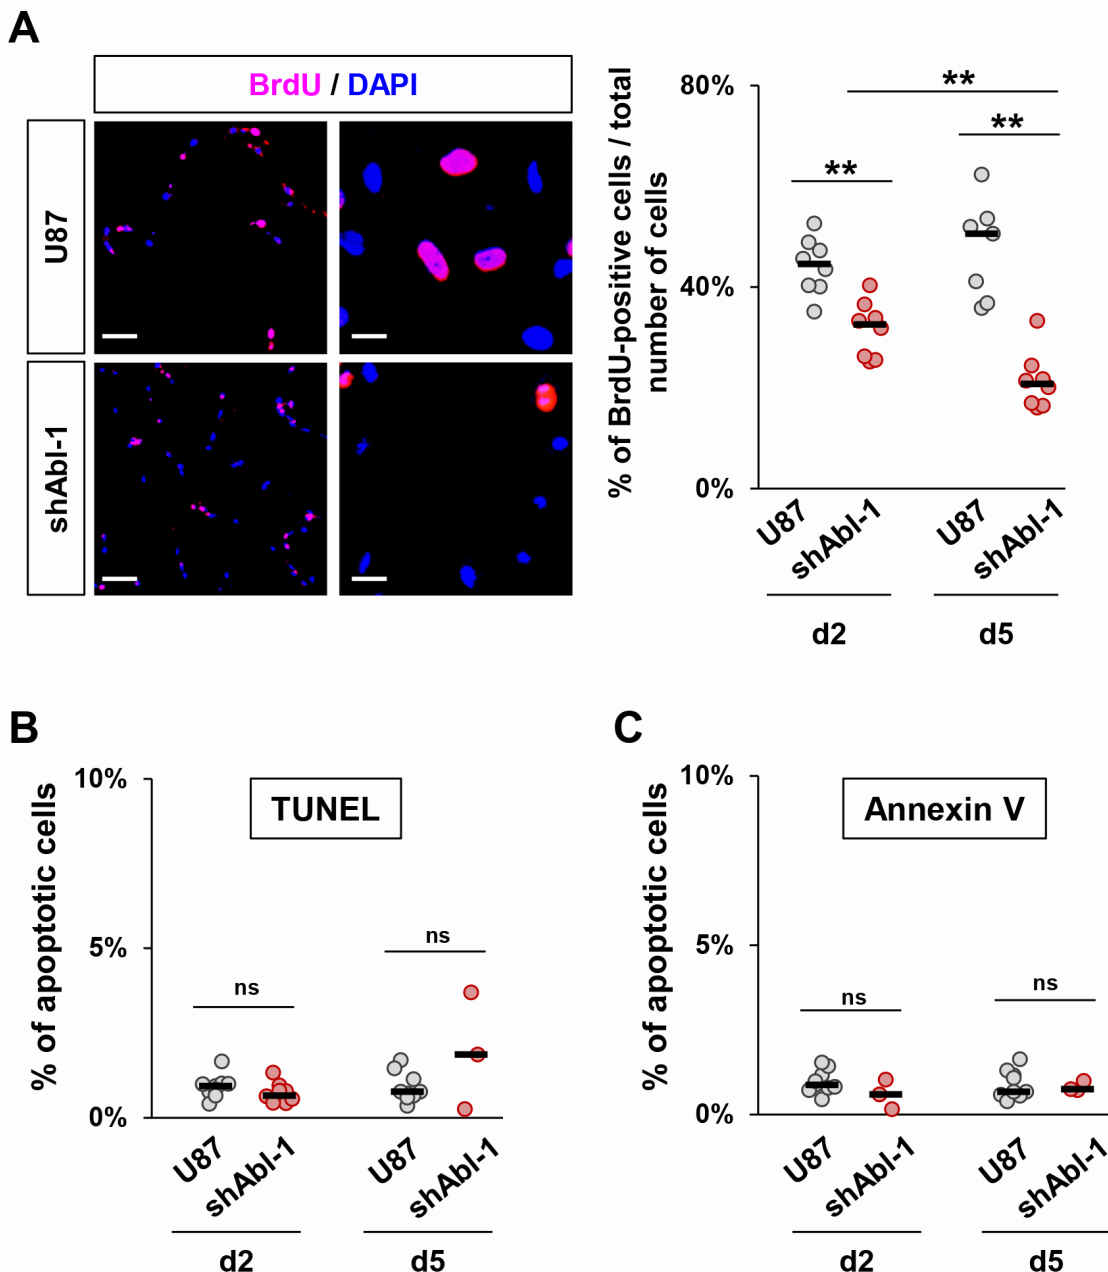 A
BrdU / DAPI
U87
shAbl-1
% of BrdU-positive cells / total
number of cells
80%
40%
0%
**
**
**
U87
shAbl-1
U87
shAbl-1
d2
d5
B
% of apoptotic cells
10%
5%
0%
TUNEL
ns
ns
U87
shAbl-1
U87
shAbl-1
d2
d5
C
% of apoptotic cells
10%
5%
0%
Annexin V
ns
ns
U87
shAbl-1
U87
shAbl-1
d2
d5